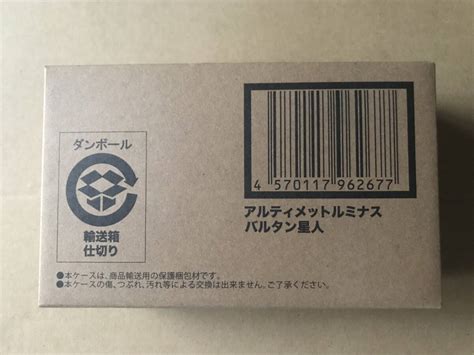 ダンボール
輸送箱
仕切り
4 570117 962677
アルティメットルミナス
バルタン星人
●本ケースは、商品輸送用の保護梱包材です。
●本ケースの傷、つぶれ、汚れ等による交換は出来ません。ご了承ください。